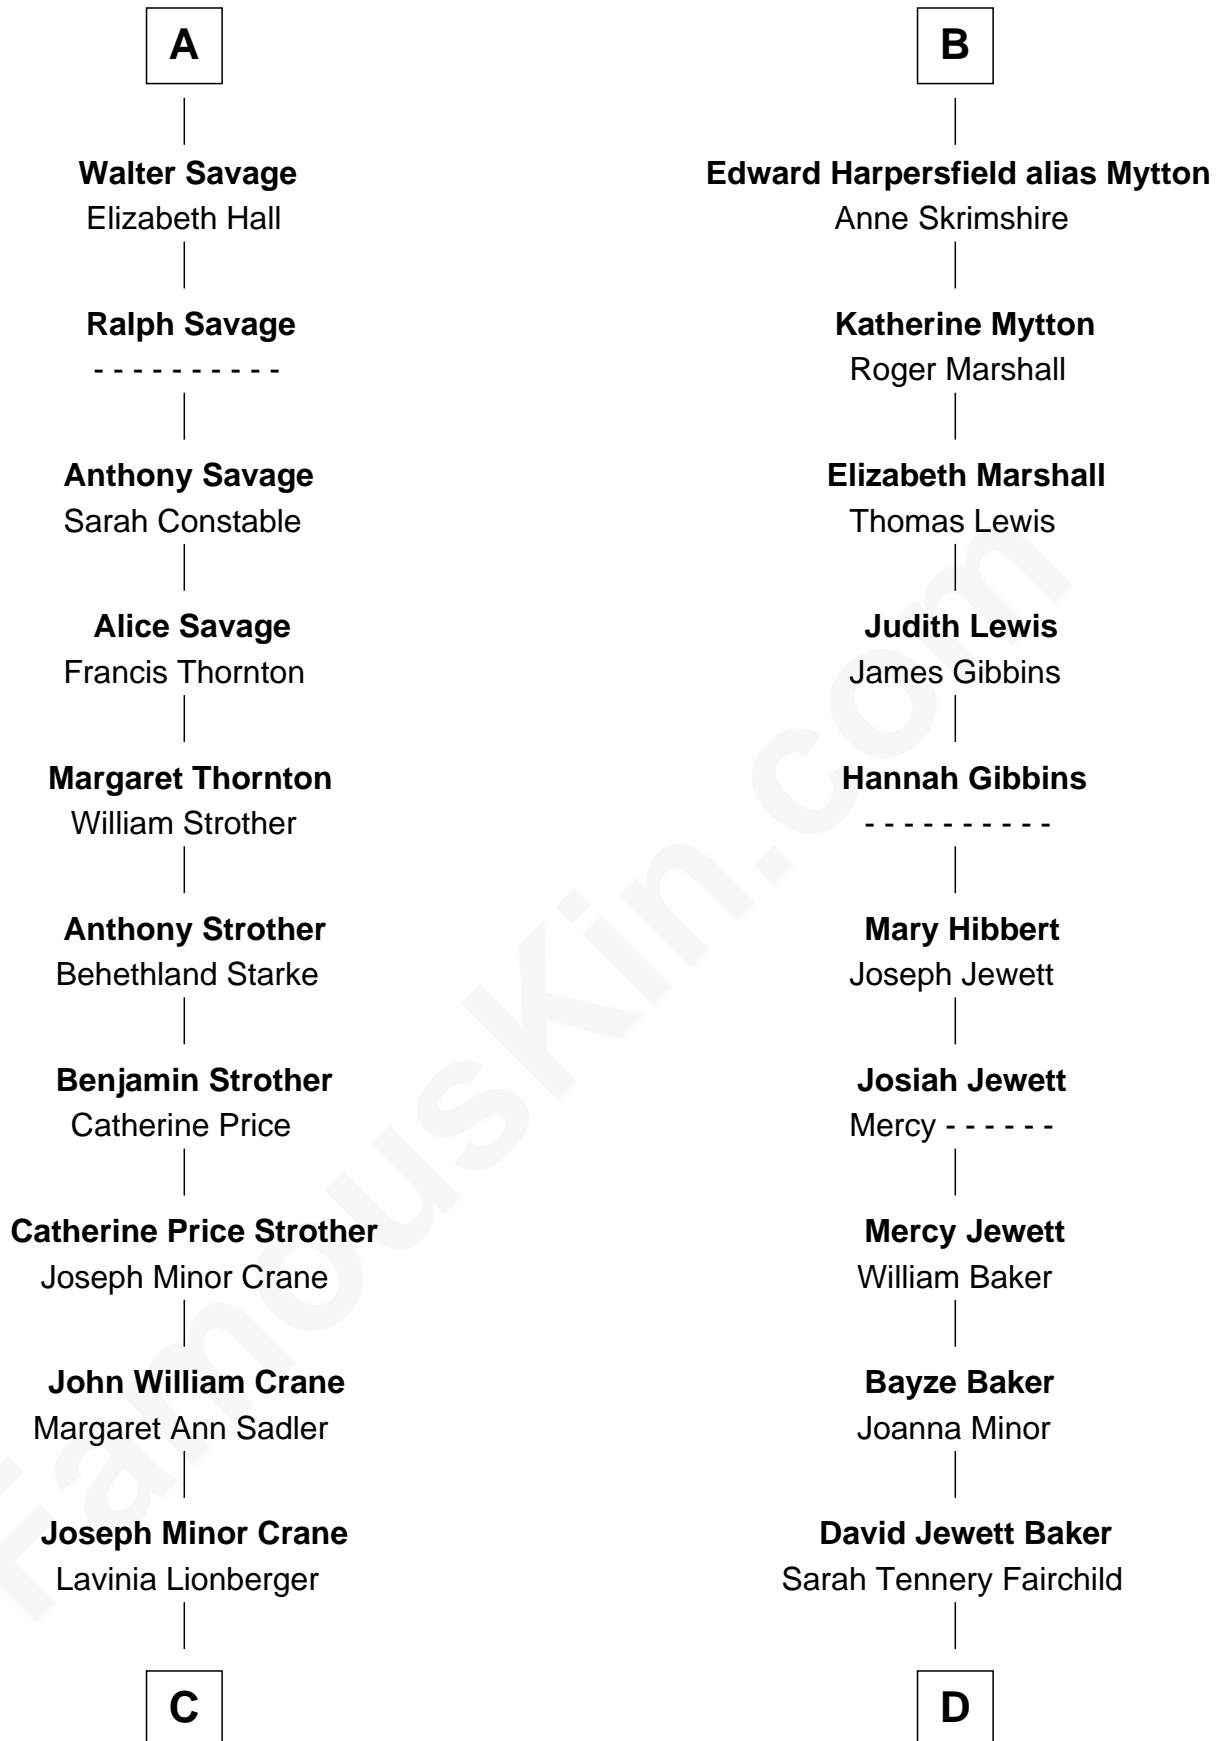 A
Walter Savage
Elizabeth Hall
Ralph Savage
- - - - - - - - - -
Anthony Savage
Sarah Constable
Alice Savage
Francis Thornton
Margaret Thornton
William Strother
Anthony Strother
Behethland Starke
Benjamin Strother
Catherine Price
Catherine Price Strother
Joseph Minor Crane
John William Crane
Margaret Ann Sadler
Joseph Minor Crane
Lavinia Lionberger
C
B
Edward Harpersfield alias Mytton
Anne Skrimshire
Katherine Mytton
Roger Marshall
Elizabeth Marshall
Thomas Lewis
Judith Lewis
James Gibbins
Hannah Gibbins
- - - - - - - - - -
Mary Hibbert
Joseph Jewett
Josiah Jewett
Mercy - - - - - -
Mercy Jewett
William Baker
Bayze Baker
Joanna Minor
David Jewett Baker
Sarah Tennery Fairchild
D
FamousKin.com